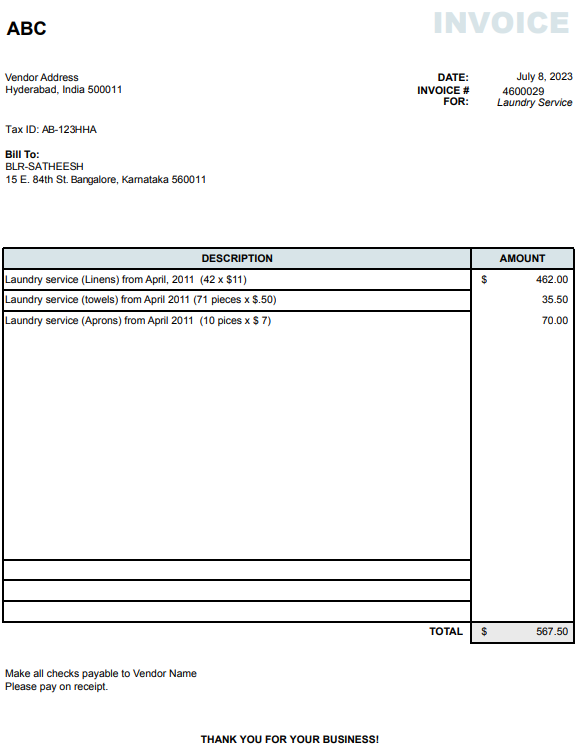 ABC
INVOICE
Vendor Address
Hyderabad, India 500011
DATE: July 8, 2023
INVOICE # 4600029
FOR: Laundry Service
Tax ID: AB-123HHA
Bill To:
BLR-SATHEESH
15 E. 84th St. Bangalore, Karnataka 560011
DESCRIPTION AMOUNT
Laundry service (Linens) from April, 2011 (42 x $11) $ 462.00
Laundry service (towels) from April 2011 (71 pieces x $.50) 35.50
Laundry service (Aprons) from April 2011 (10 pices x $ 7) 70.00
TOTAL $ 567.50
Make all checks payable to Vendor Name
Please pay on receipt.
THANK YOU FOR YOUR BUSINESS!